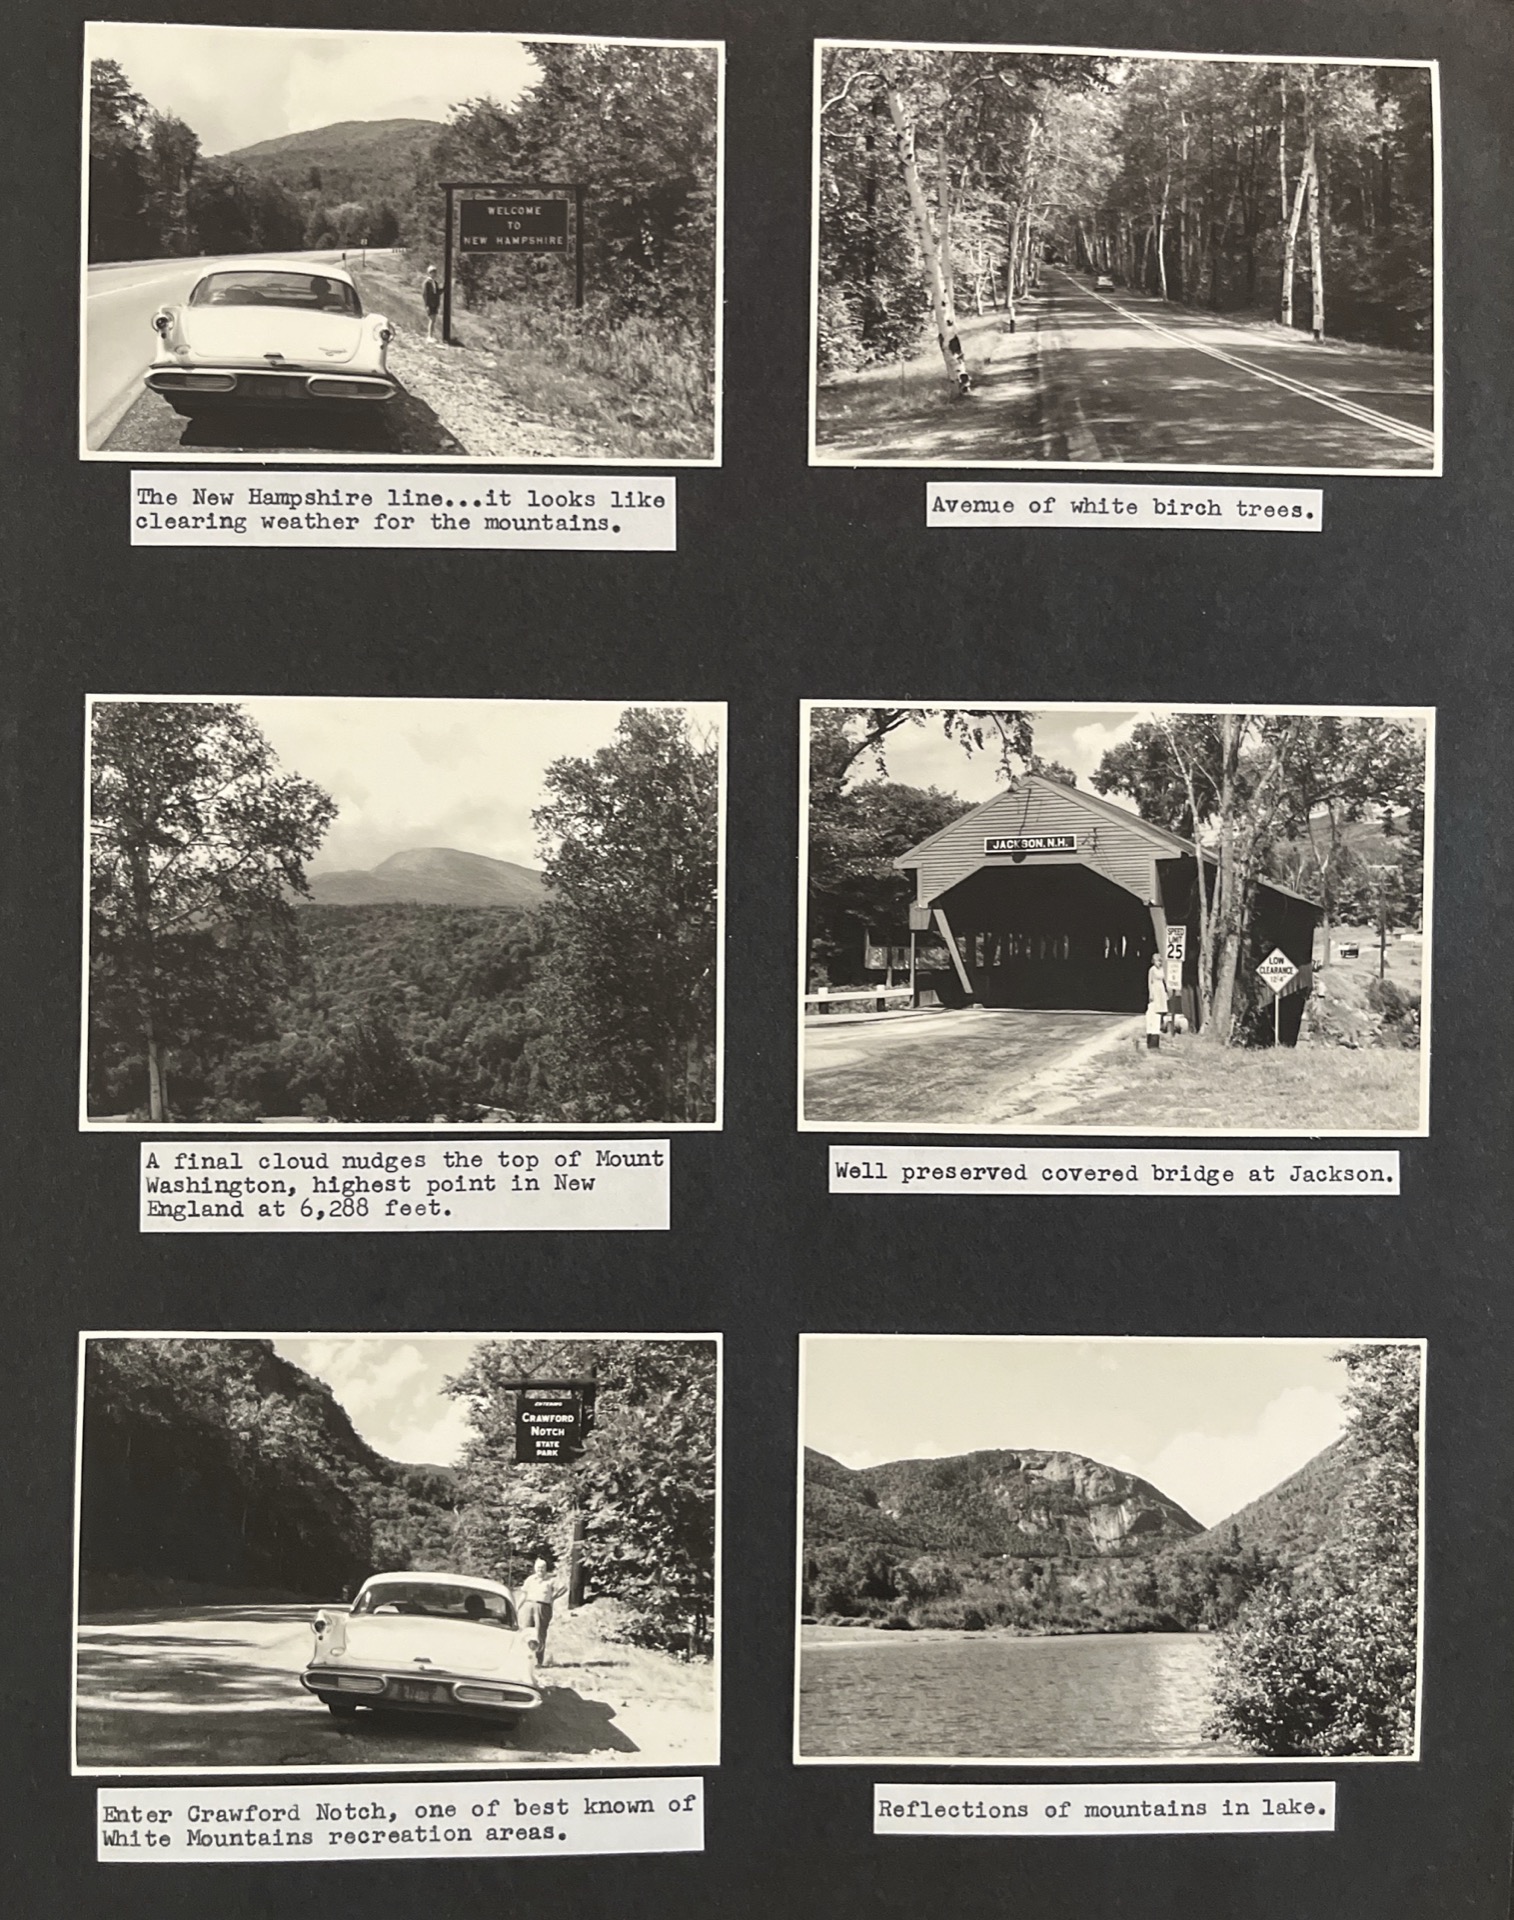 WELCOME
TO
NEW HAMPSHIRE
The New Hampshire line...it looks like
clearing weather for the mountains.
Avenue of white birch trees.
A final cloud nudges the top of Mount
Washington, highest point in New
England at 6,288 feet.
JACKSON, N.H.
SPEED
LIMIT
25
LOW
CLEARANCE
Well preserved covered bridge at Jackson.
ENTERING
CRAWFORD
NOTCH
STATE
PARK
Enter Crawford Notch, one of best known of
White Mountains recreation areas.
Reflections of mountains in lake.